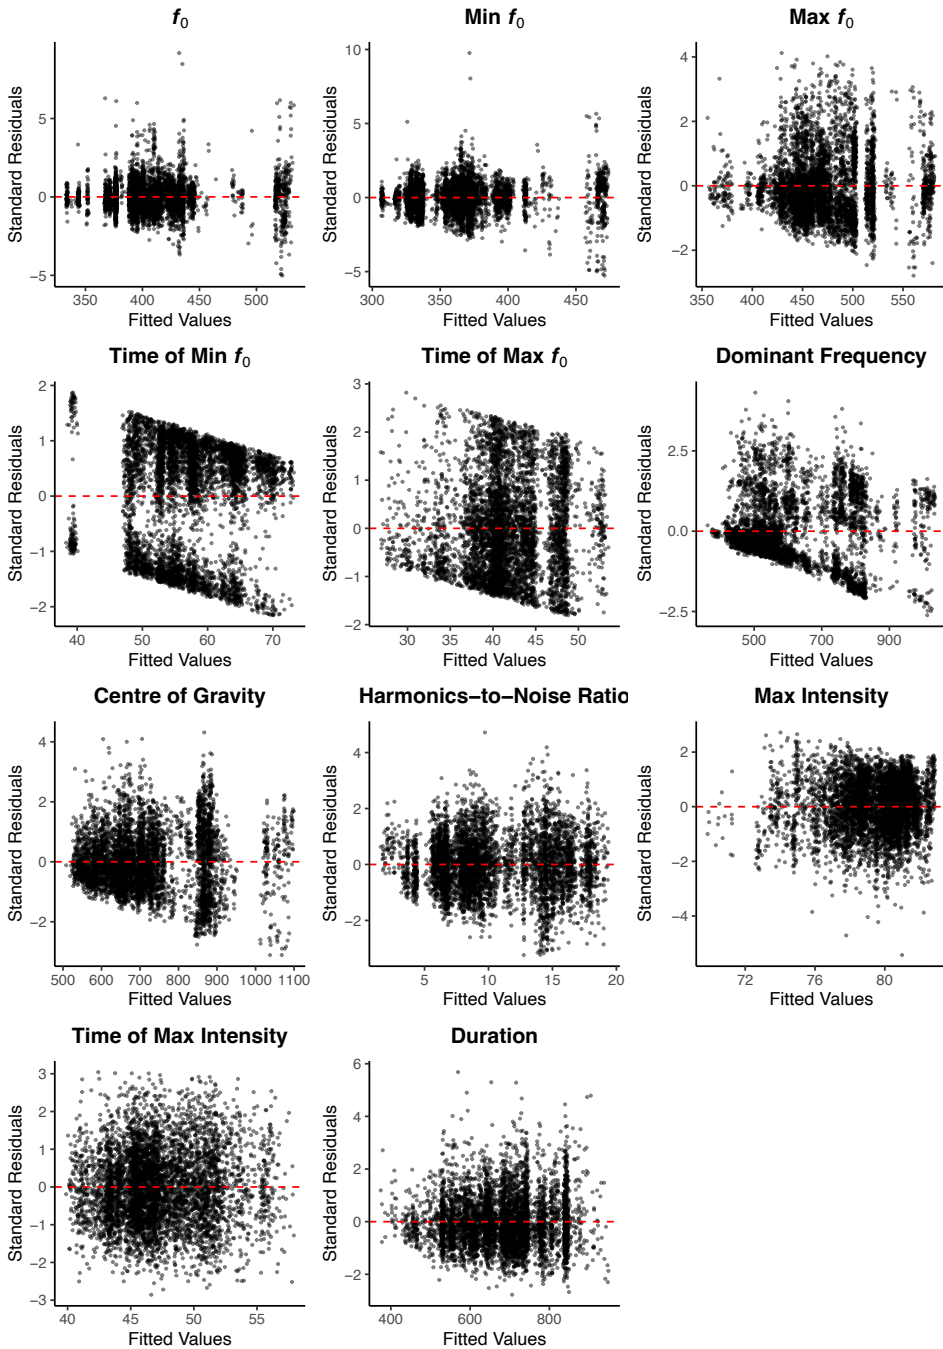 f₀ Min f₀ Max f₀
Standard Residuals
5
0
−5
350 400 450 500
Fitted Values
Standard Residuals
10
5
0
−5
300 350 400 450
Fitted Values
Standard Residuals
4
2
0
−2
350 400 450 500 550
Fitted Values
Time of Min f₀ Time of Max f₀ Dominant Frequency
Standard Residuals
2
1
0
−1
−2
40 50 60 70
Fitted Values
Standard Residuals
3
2
1
0
−1
−2
30 35 40 45 50
Fitted Values
Standard Residuals
2.5
0.0
−2.5
500 700 900
Fitted Values
Centre of Gravity Harmonics−to−Noise Ratio Max Intensity
Standard Residuals
4
2
0
−2
500 600 700 800 900 1000 1100
Fitted Values
Standard Residuals
4
2
0
−2
5 10 15 20
Fitted Values
Standard Residuals
2
0
−2
−4
72 76 80
Fitted Values
Time of Max Intensity Duration
Standard Residuals
3
2
1
0
−1
−2
−3
40 45 50 55
Fitted Values
Standard Residuals
6
4
2
0
−2
400 600 800
Fitted Values